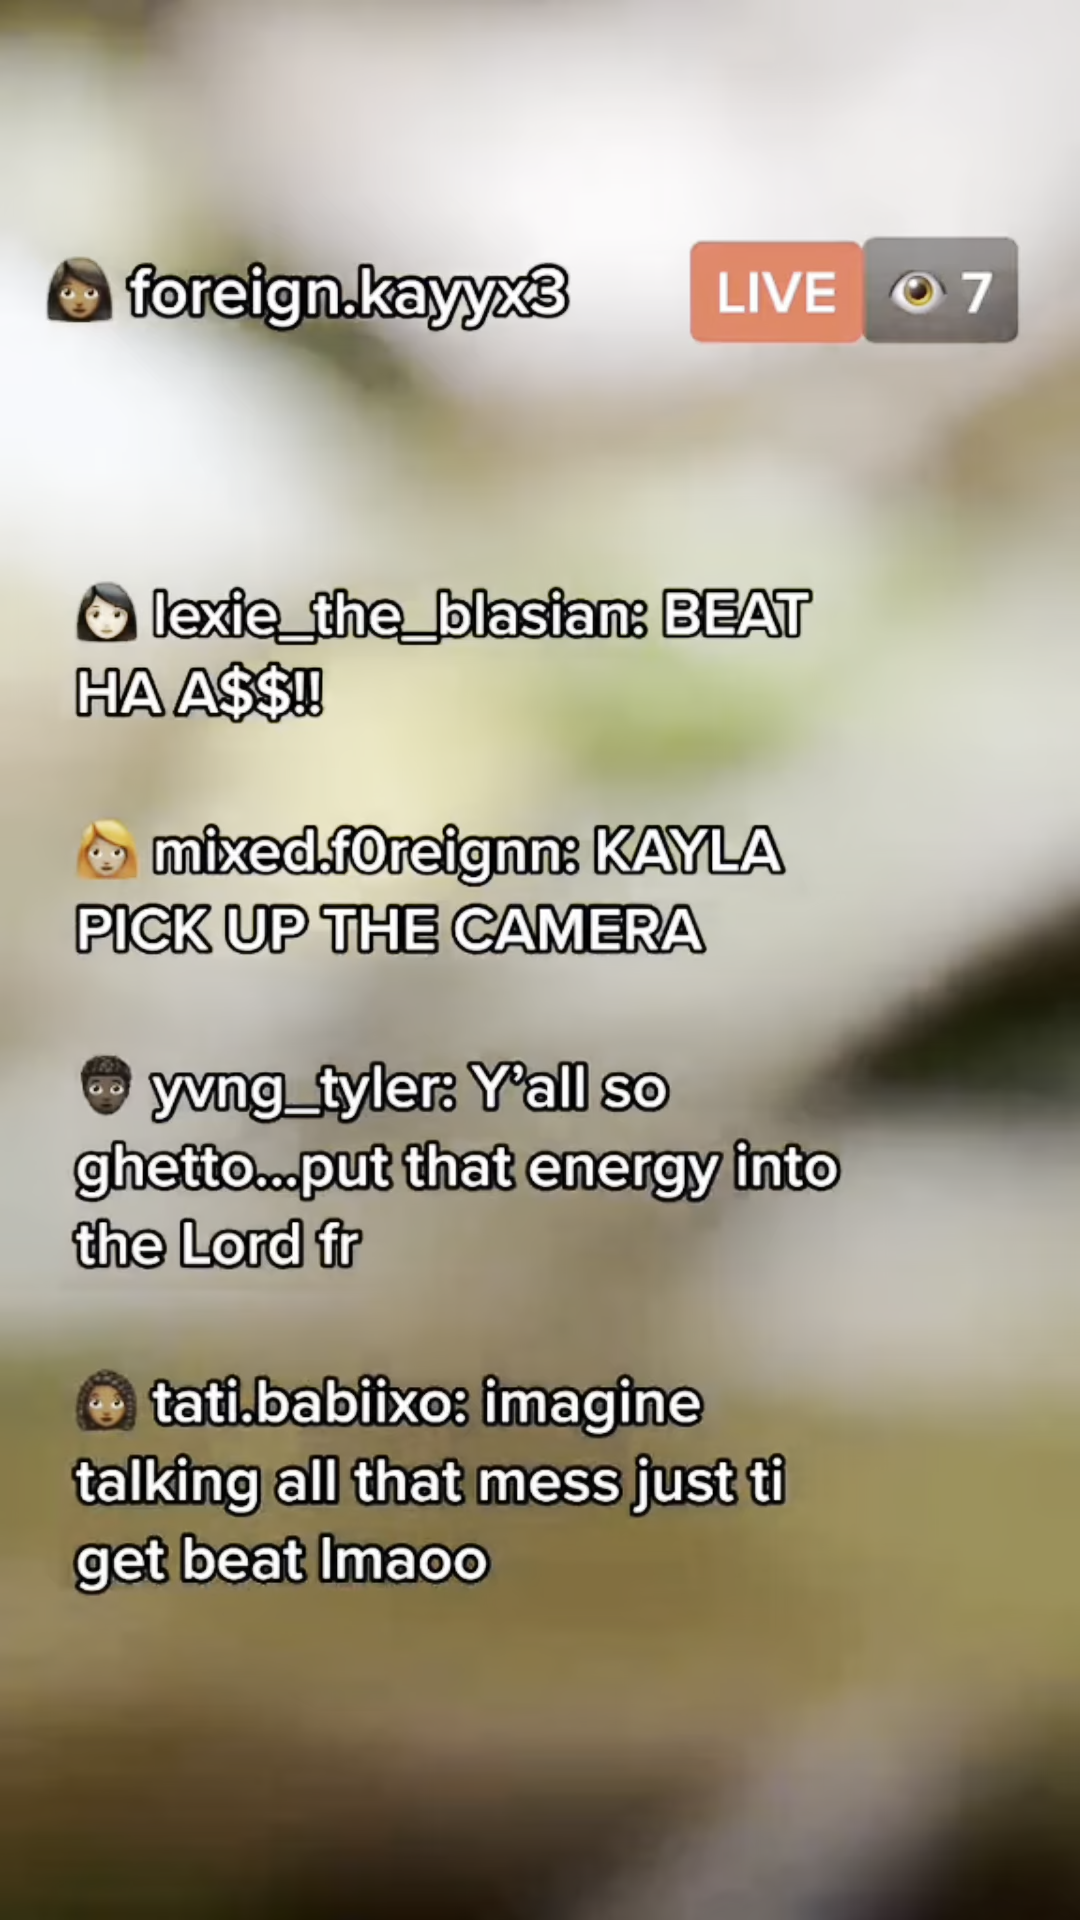 foreign.kayyx3
LIVE 7
lexie_the_blasian: BEAT
HA A$$!!
mixed.f0reignn: KAYLA
PICK UP THE CAMERA
yvng_tyler: Y'all so
ghetto...put that energy into
the Lord fr
tati.babiixo: imagine
talking all that mess just ti
get beat lmaoo